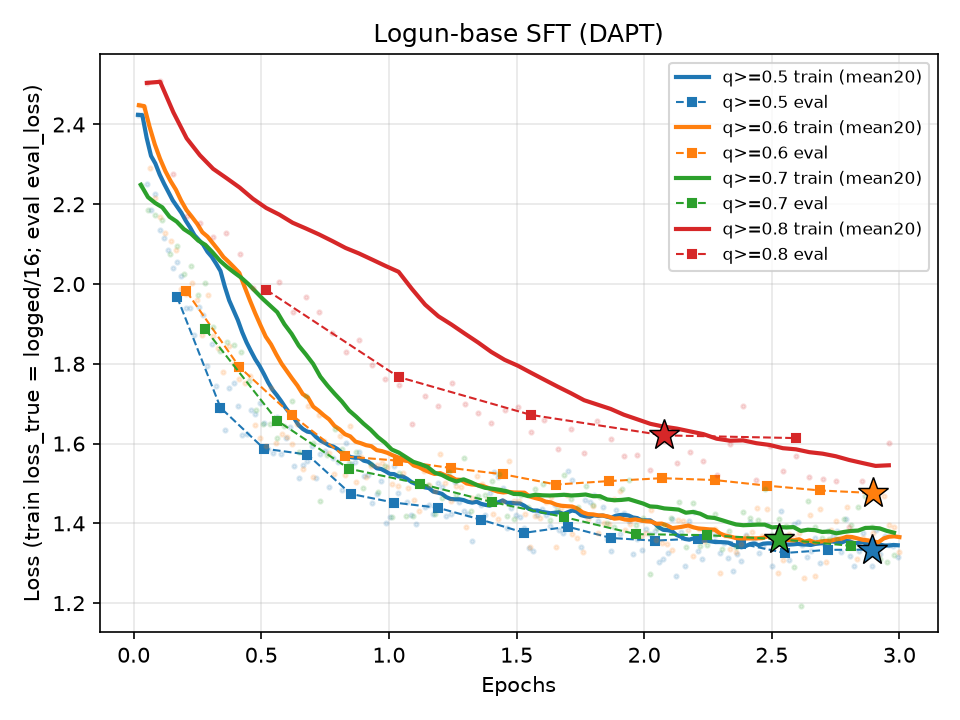 Logun-base SFT (DAPT)
Loss (train loss_true = logged/16; eval eval_loss)
2.4
2.2
2.0
1.8
1.6
1.4
1.2
q>=0.5 train (mean20)
q>=0.5 eval
q>=0.6 train (mean20)
q>=0.6 eval
q>=0.7 train (mean20)
q>=0.7 eval
q>=0.8 train (mean20)
q>=0.8 eval
0.0 0.5 1.0 1.5 2.0 2.5 3.0
Epochs